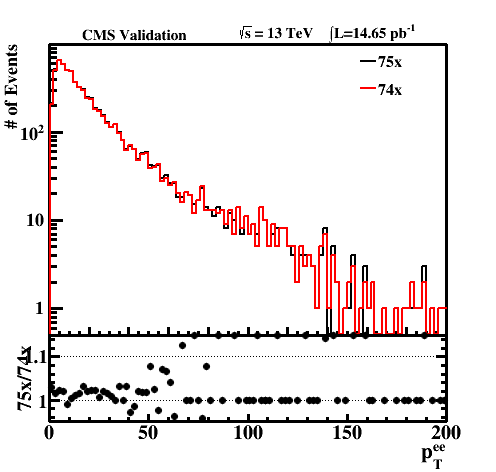 CMS Validation √s = 13 TeV ∫L=14.65 pb⁻¹
# of Events
75x
74x
10²
10
1
75x/74x
1.1
1
0 50 100 150 200
p_T^ee